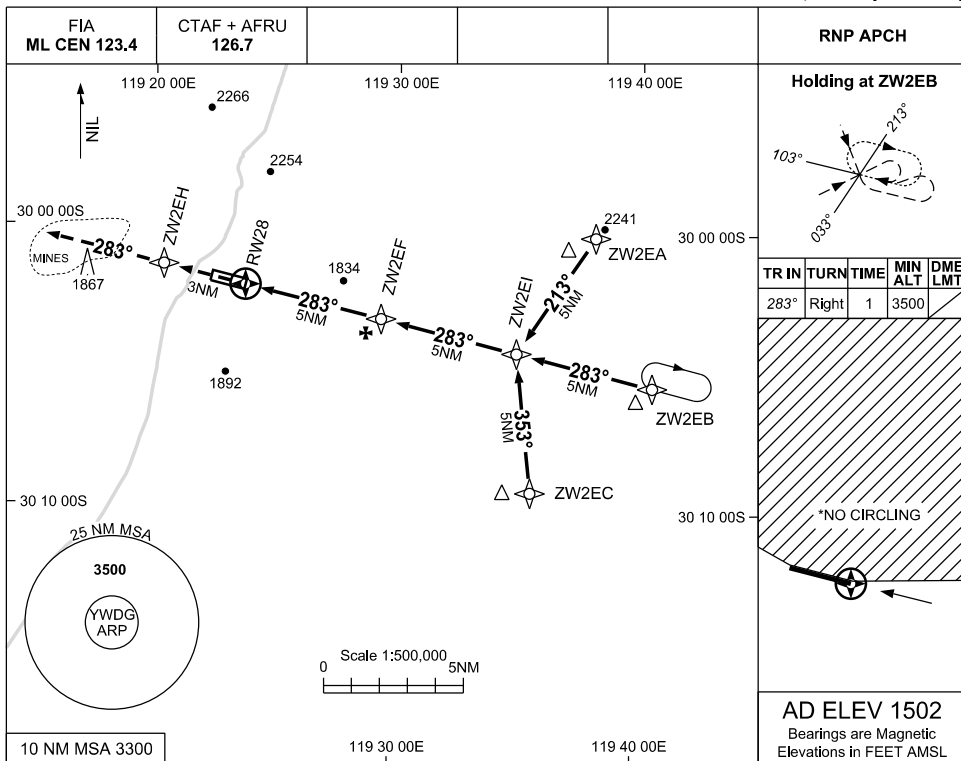 FIA
ML CEN 123.4
CTAF + AFRU
126.7
RNP APCH
119 20 00E
119 30 00E
119 40 00E
NIL
2266
2254
2241
Holding at ZW2EB
213°
103°
033°
30 00 00S
30 00 00S
ZW2EH
RW28
ZW2EF
ZW2EI
ZW2EA
MINES
283°
1867
3NM
1834
283°
5NM
283°
5NM
213°
5NM
283°
5NM
353°
5NM
1892
ZW2EB
ZW2EC
TR IN TURN TIME MIN ALT DME LMT
283° Right 1 3500
30 10 00S
30 10 00S
*NO CIRCLING
25 NM MSA
3500
YWDG
ARP
Scale 1:500,000
0 5NM
10 NM MSA 3300
119 30 00E
119 40 00E
AD ELEV 1502
Bearings are Magnetic
Elevations in FEET AMSL